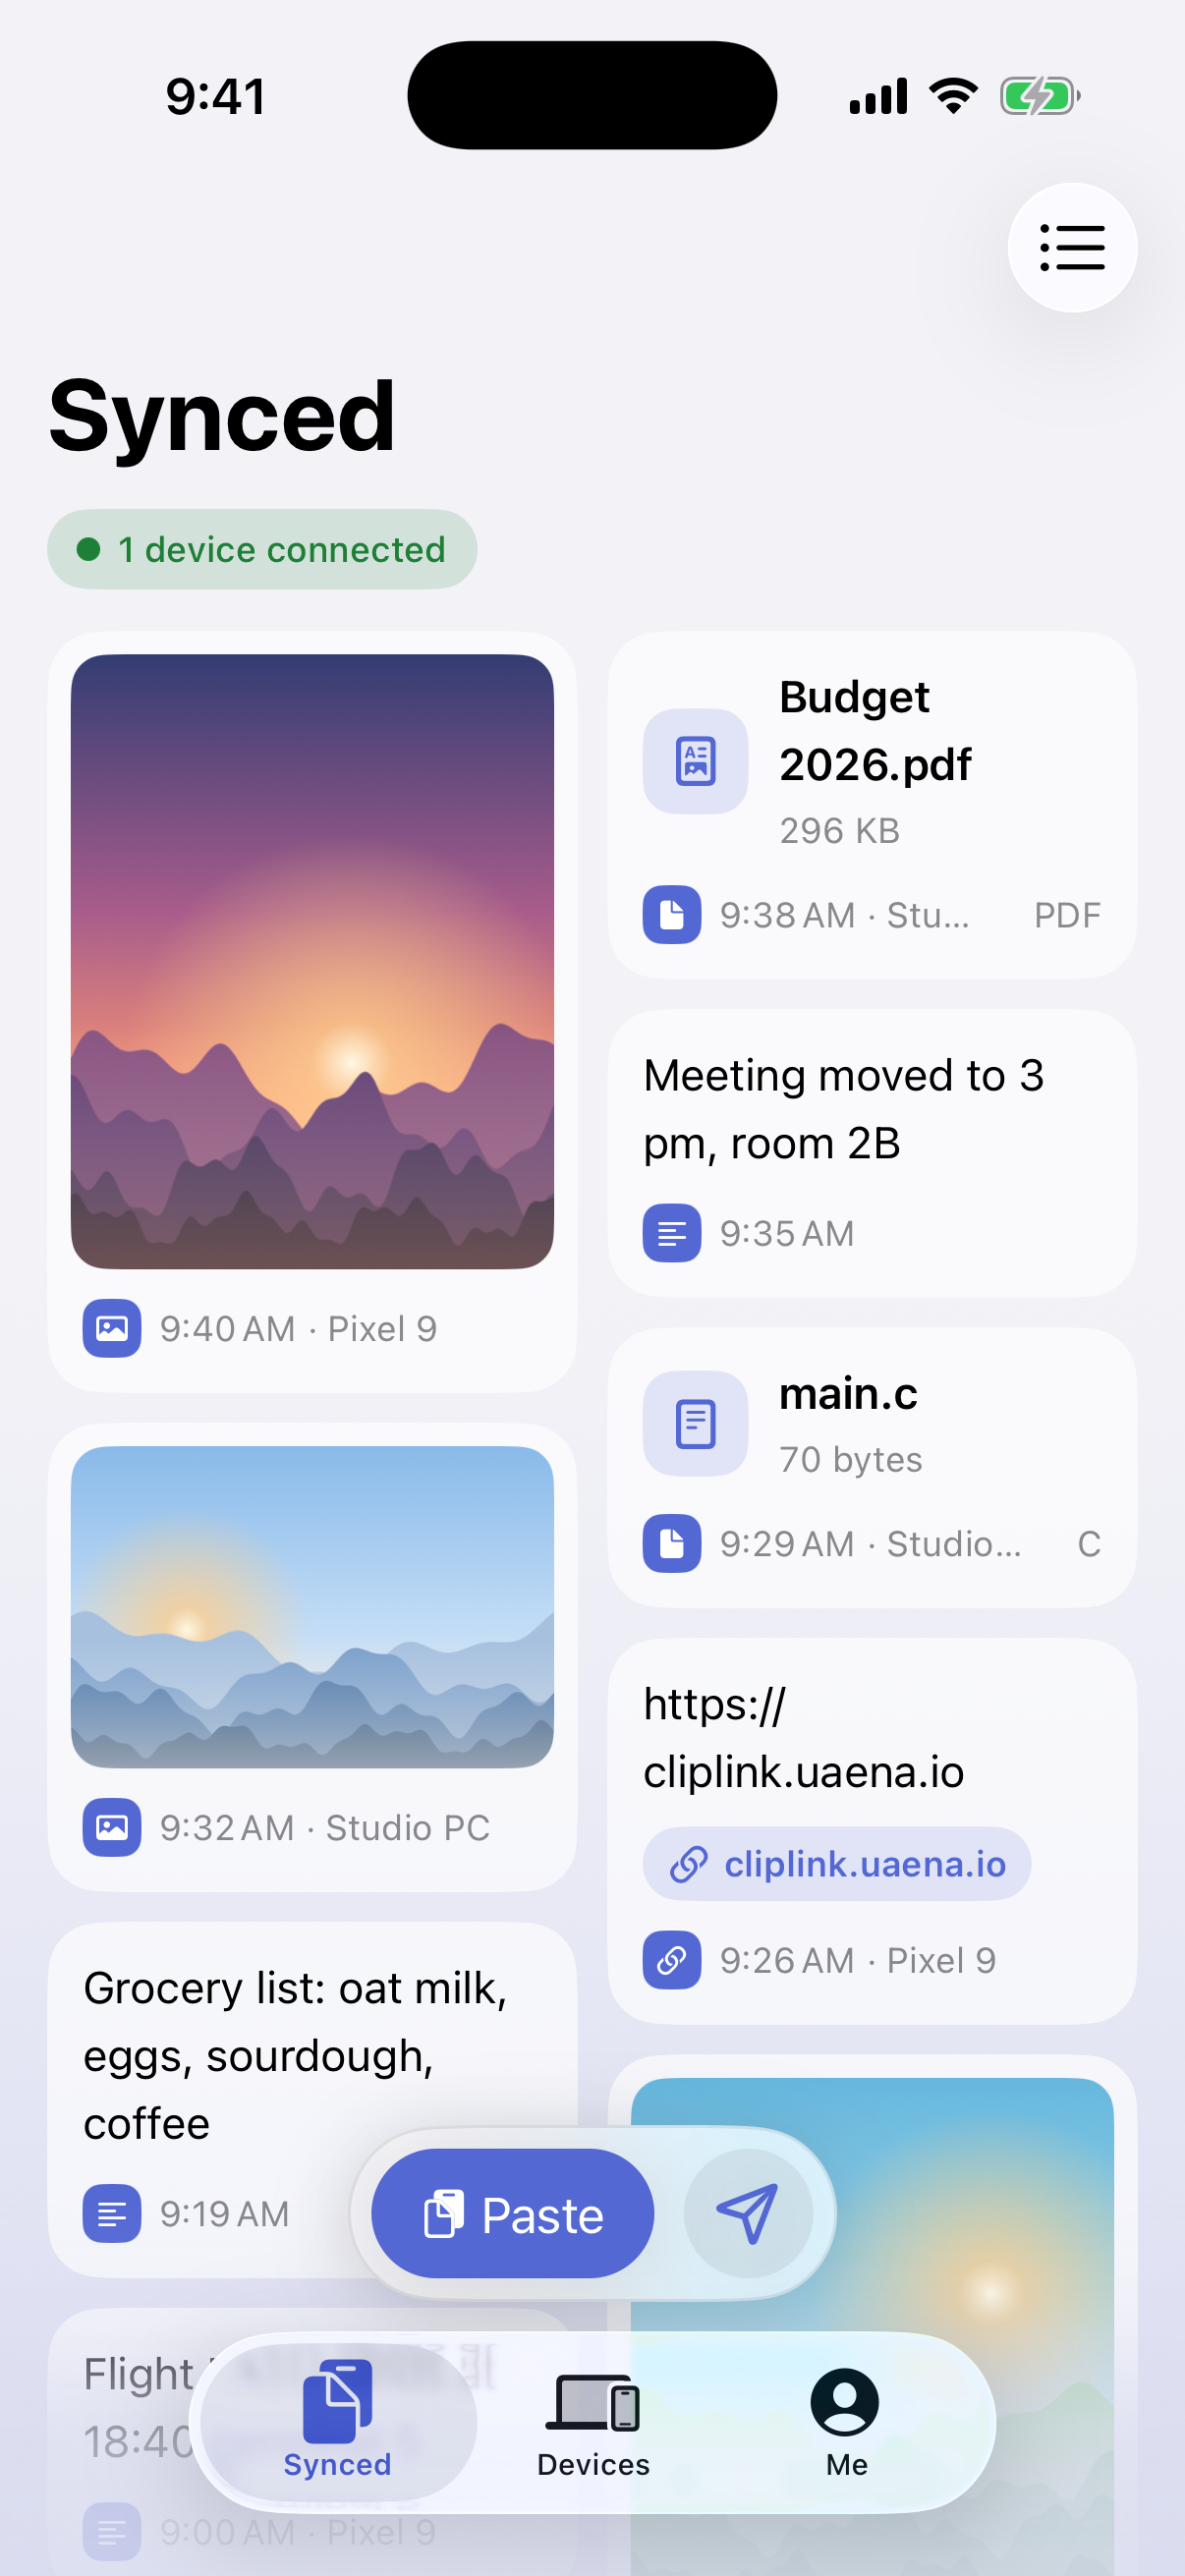 9:41
Synced
1 device connected
9:40 AM · Pixel 9
9:32 AM · Studio PC
Grocery list: oat milk,
eggs, sourdough,
coffee
9:19 AM
Flight
18:40
9:00 AM · Pixel 9
Budget
2026.pdf
296 KB
9:38 AM · Stu...
PDF
Meeting moved to 3
pm, room 2B
9:35 AM
main.c
70 bytes
9:29 AM · Studio...
C
https://
cliplink.uaena.io
cliplink.uaena.io
9:26 AM · Pixel 9
Paste
Synced
Devices
Me